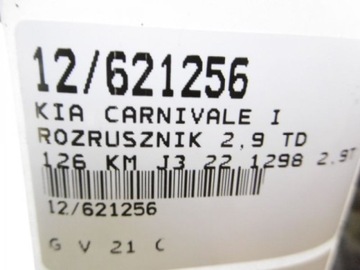 12/621256
KIA CARNIVALE I
ROZRUSZNIK 2,9 TD
126 KM J3 22.1298 2.9T
12/621256
G V 21 C